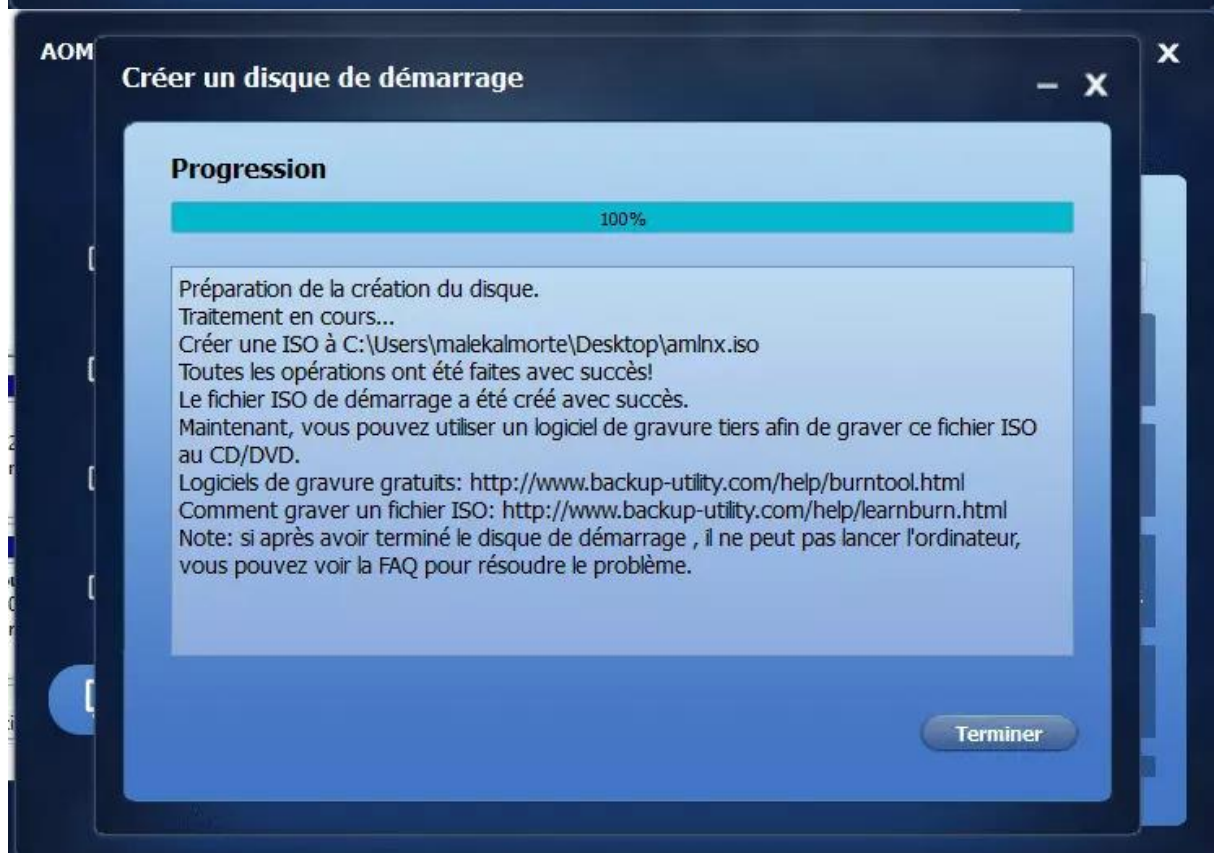 AOM
Créer un disque de démarrage
Progression
100%
Préparation de la création du disque.
Traitement en cours...
Créer une ISO à C:\Users\malekalmorte\Desktop\amlnx.iso
Toutes les opérations ont été faites avec succès!
Le fichier ISO de démarrage a été créé avec succès.
Maintenant, vous pouvez utiliser un logiciel de gravure tiers afin de graver ce fichier ISO
au CD/DVD.
Logiciels de gravure gratuits: http://www.backup-utility.com/help/burntool.html
Comment graver un fichier ISO: http://www.backup-utility.com/help/learnburn.html
Note: si après avoir terminé le disque de démarrage , il ne peut pas lancer l'ordinateur,
vous pouvez voir la FAQ pour résoudre le problème.
Terminer